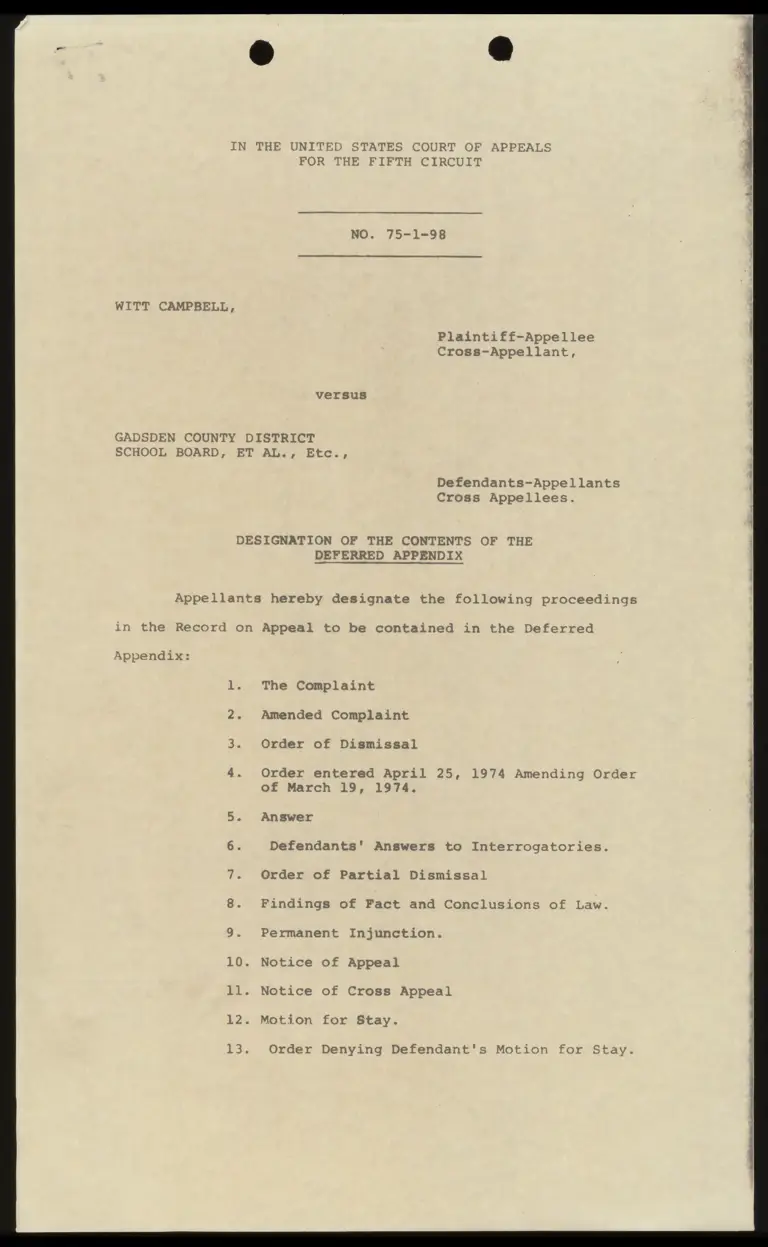 IN THE UNITED STATES COURT OF APPEALS
FOR THE FIFTH CIRCUIT
NO. 75-1-98
WITT CAMPBELL,
Plaintiff-Appellee
Cross-Appellant,
versus
GADSDEN COUNTY DISTRICT
SCHOOL BOARD, ET AL., Etc.,
Defendants-Appellants
Cross Appellees.
DESIGNATION OF THE CONTENTS OF THE
DEFERRED APPENDIX
Appellants hereby designate the following proceedings
in the Record on Appeal to be contained in the Deferred
Appendix:
1. The Complaint
2. Amended Complaint
3. Order of Dismissal
4. Order entered April 25, 1974 Amending Order
of March 19, 1974.
5. Answer
6. Defendants' Answers to Interrogatories.
7. Order of Partial Dismissal
8. Findings of Fact and Conclusions of Law.
9. Permanent Injunction.
10. Notice of Appeal
11. Notice of Cross Appeal
12. Motion for Stay.
13. Order Denying Defendant's Motion for Stay.